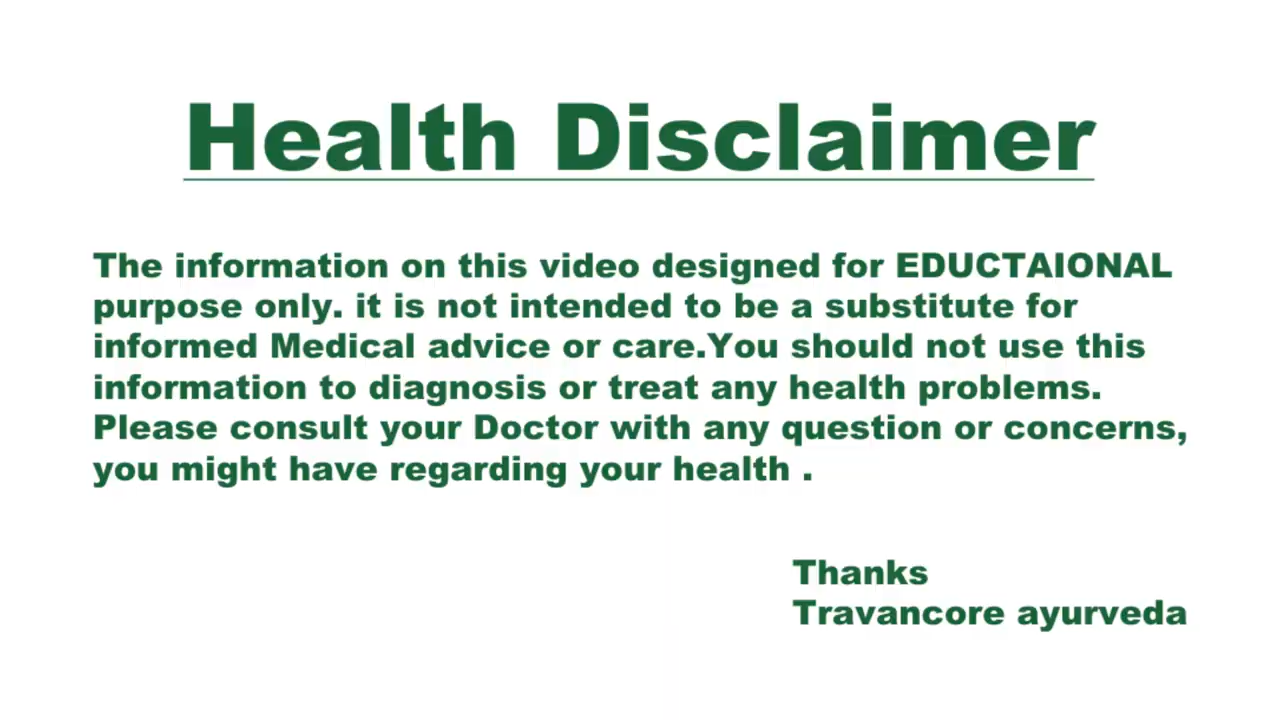 Health Disclaimer
The information on this video designed for EDUCTAIONAL
purpose only. it is not intended to be a substitute for
informed Medical advice or care.You should not use this
information to diagnosis or treat any health problems.
Please consult your Doctor with any question or concerns,
you might have regarding your health .
Thanks
Travancore ayurveda